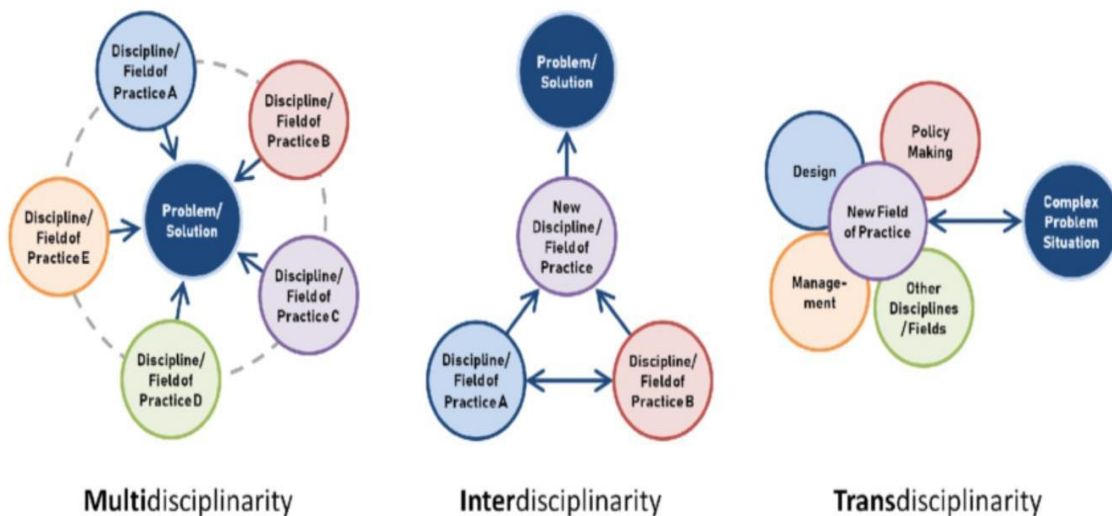 Discipline/
Field of
Practice A
Discipline/
Field of
Practice B
Problem/
Solution
Discipline/
Field of
Practice E
Discipline/
Field of
Practice C
Discipline/
Field of
Practice D
Multidisciplinarity
Problem/
Solution
New
Discipline/
Field of
Practice
Discipline/
Field of
Practice A
Discipline/
Field of
Practice B
Interdisciplinarity
Policy
Making
Design
New Field
of Practice
Complex
Problem
Situation
Manage-
ment
Other
Disciplines
/Fields
Transdisciplinarity